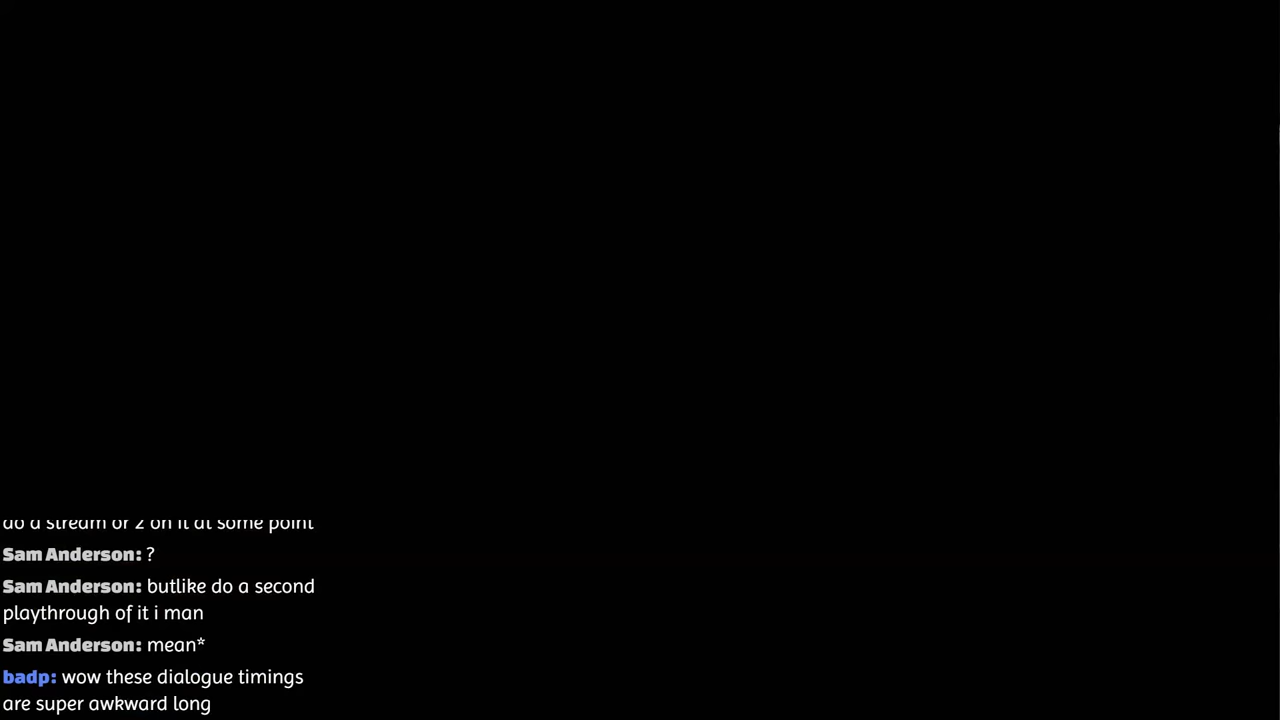 do a stream or 2 on it at some point
Sam Anderson: ?
Sam Anderson: butlike do a second
playthrough of it i man
Sam Anderson: mean*
badp: wow these dialogue timings
are super awkward long